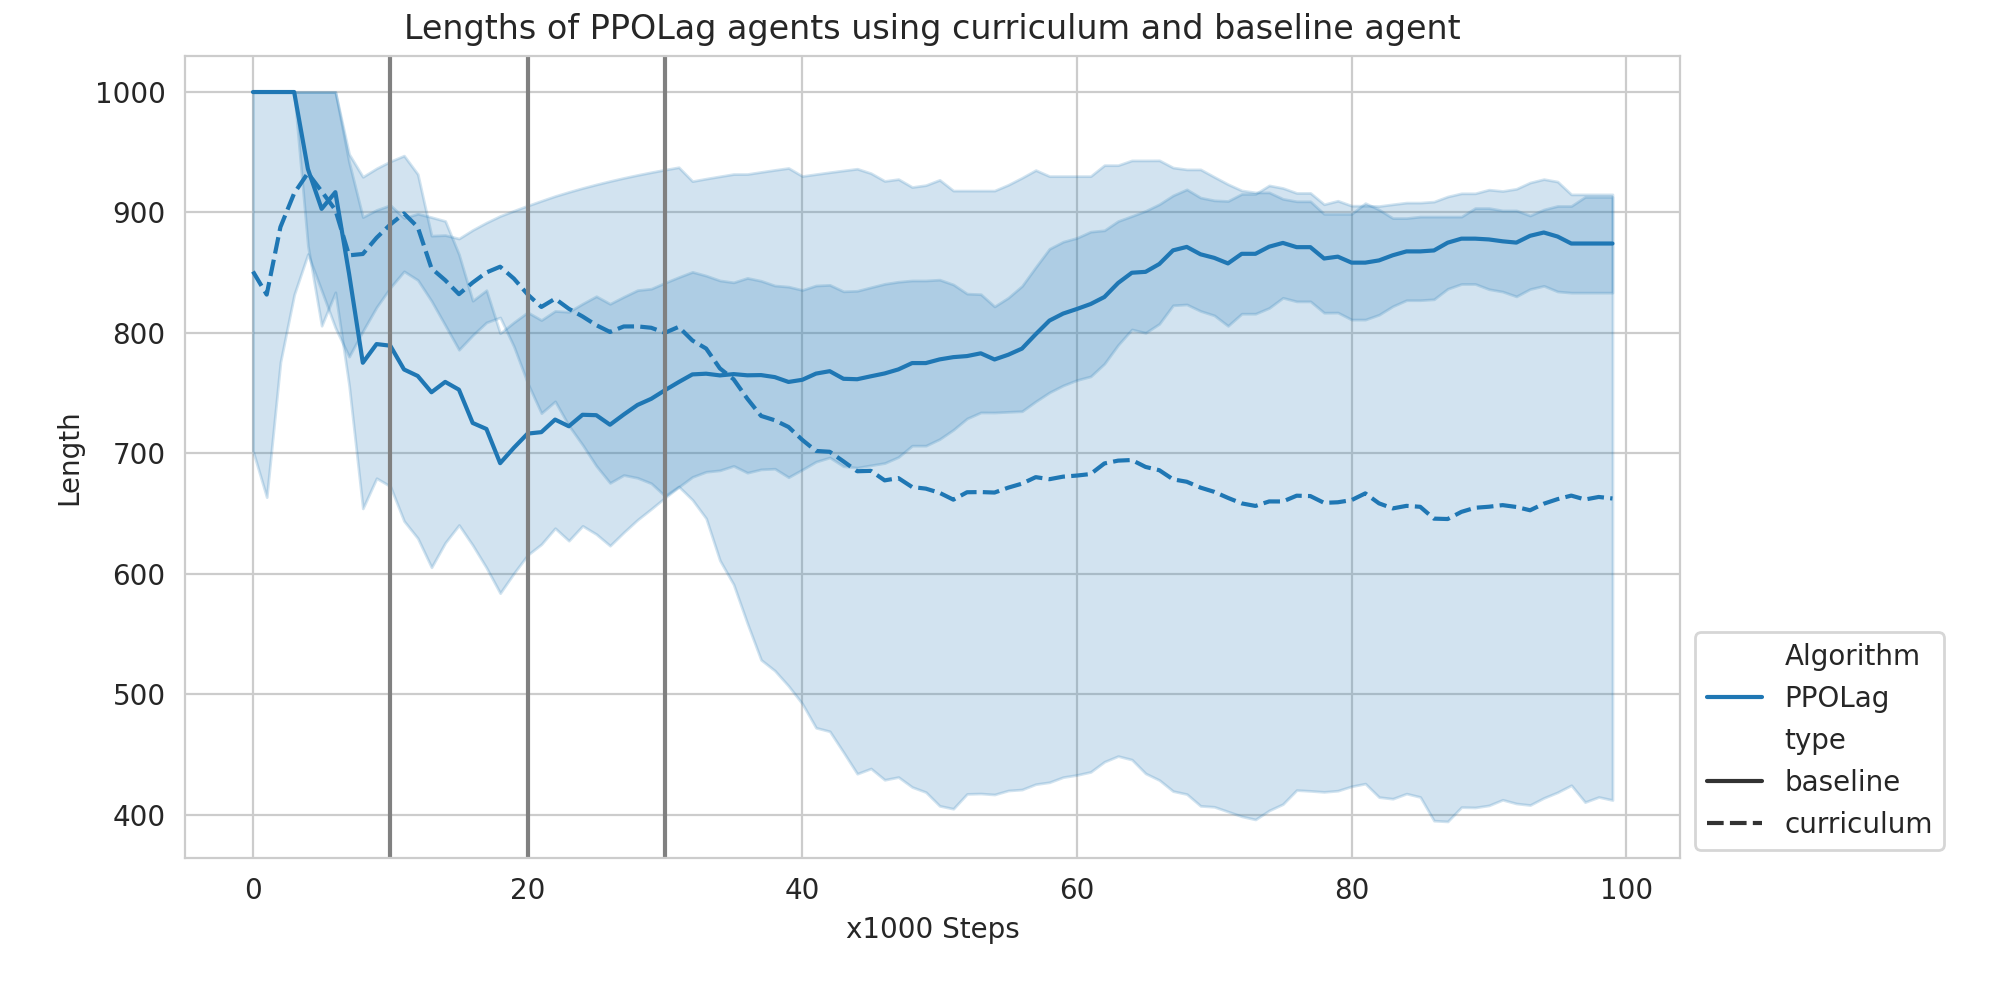 Lengths of PPOLag agents using curriculum and baseline agent
1000
900
800
700
600
500
400
Length
0
20
40
60
80
100
x1000 Steps
Algorithm
PPOLag
type
baseline
curriculum